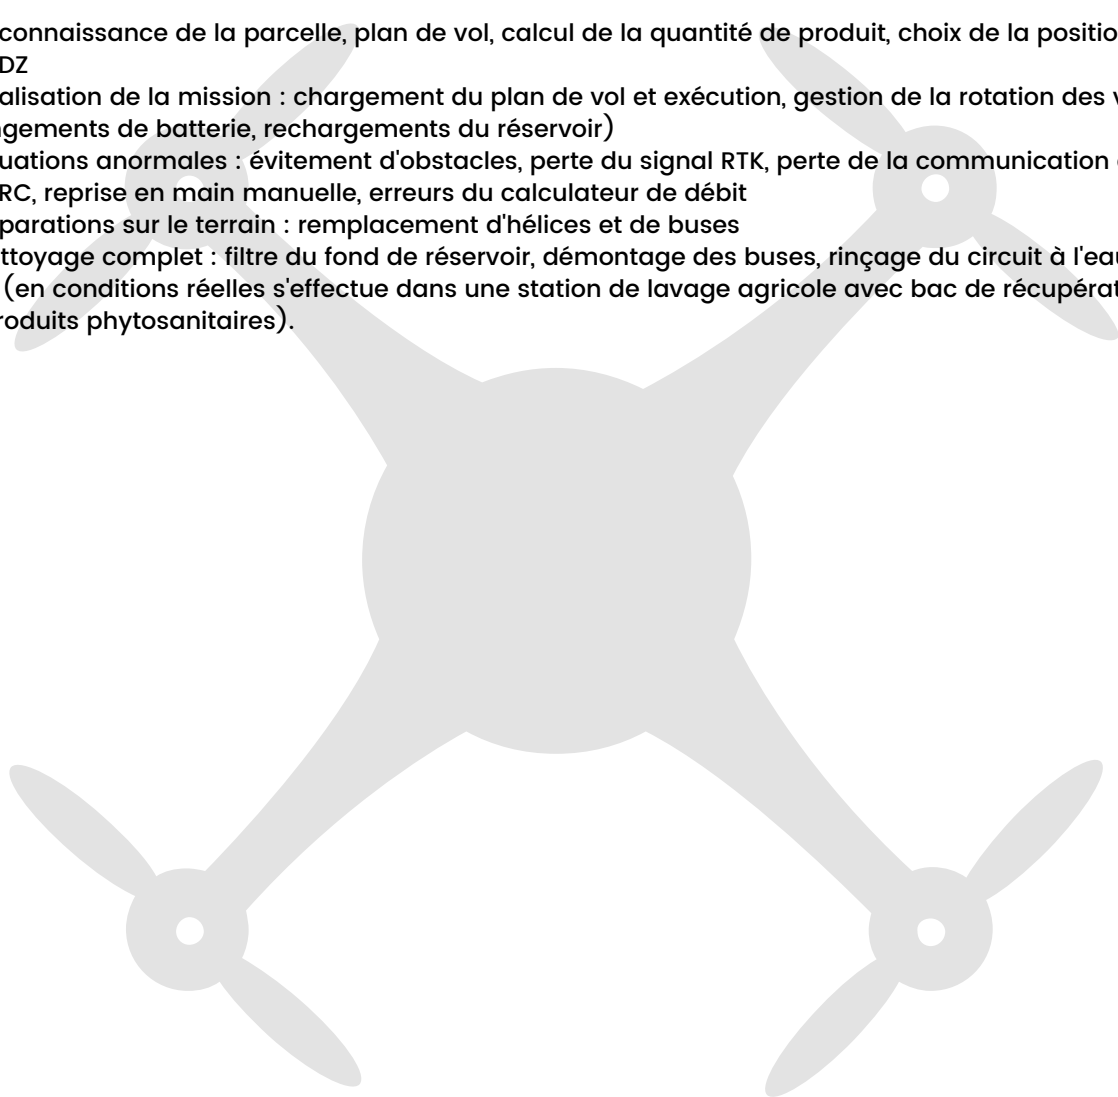 connaissance de la parcelle, plan de vol, calcul de la quantité de produit, choix de la positio
DZ
alisation de la mission : chargement du plan de vol et exécution, gestion de la rotation des v
ngements de batterie, rechargements du réservoir)
uations anormales : évitement d'obstacles, perte du signal RTK, perte de la communication
RC, reprise en main manuelle, erreurs du calculateur de débit
parations sur le terrain : remplacement d'hélices et de buses
ttoyage complet : filtre du fond de réservoir, démontage des buses, rinçage du circuit à l'eau
(en conditions réelles s'effectue dans une station de lavage agricole avec bac de récupérat
roduits phytosanitaires).